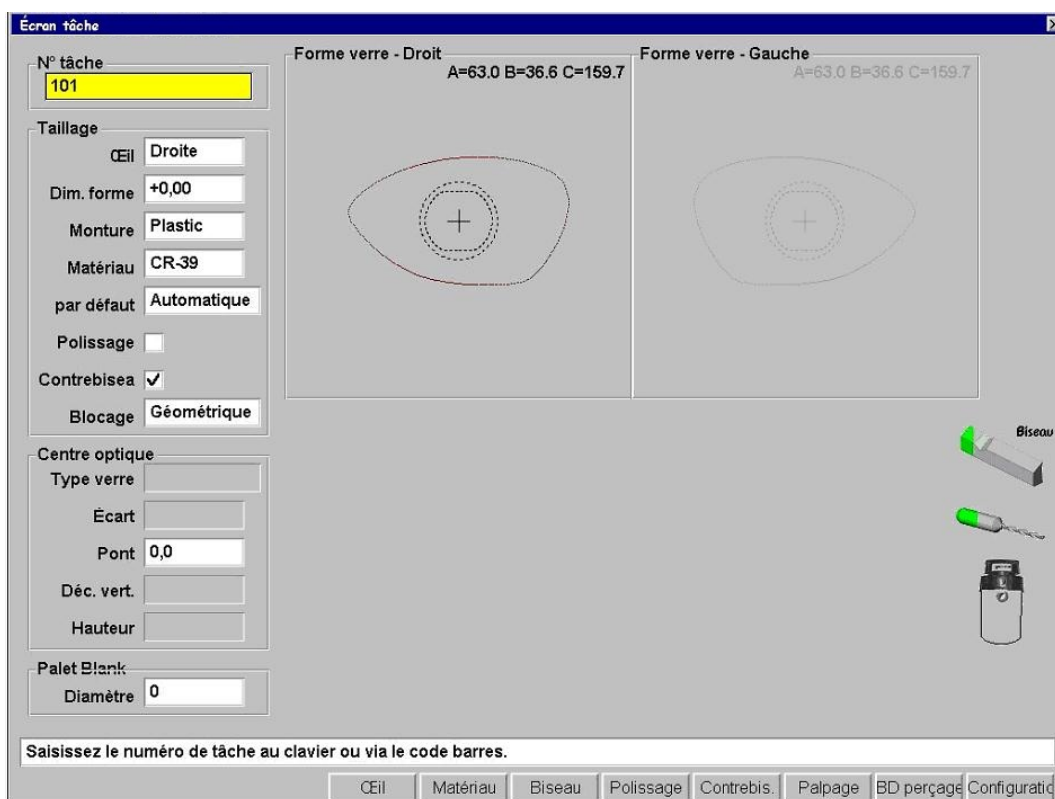 Écran tâche
N° tâche
101
Taillage
Œil Droite
Dim. forme +0,00
Monture Plastic
Matériau CR-39
par défaut Automatique
Polissage
Contrebisea
Blocage Géométrique
Centre optique
Type verre
Écart
Pont 0,0
Déc. vert.
Hauteur
Palet Blank
Diamètre 0
Forme verre - Droit
A=63.0 B=36.6 C=159.7
Forme verre - Gauche
A=63.0 B=36.6 C=159.7
Biseau
Saisissez le numéro de tâche au clavier ou via le code barres.
Œil Matériau Biseau Polissage Contrebis. Palpage BD perçage Configuratio